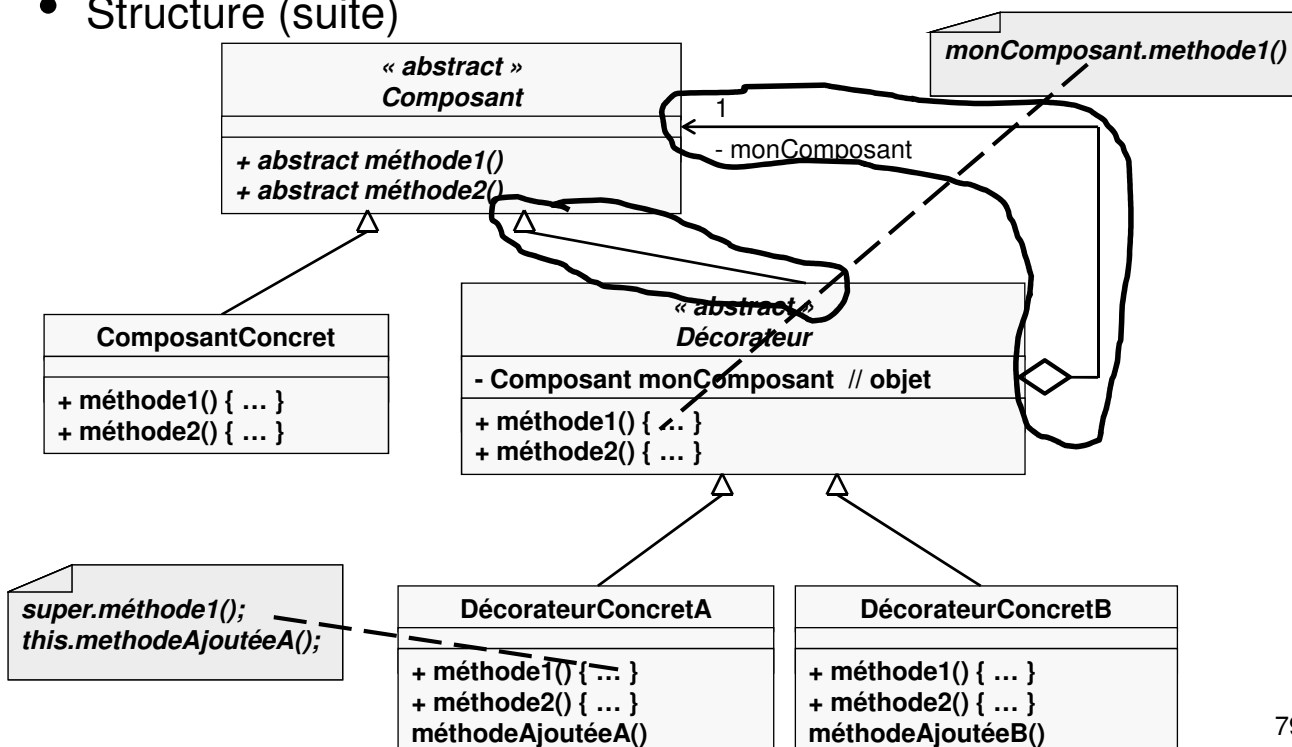 • Structure (suite)
monComposant.methode1()
« abstract »
Composant
+ abstract méthode1()
+ abstract méthode2()
1
- monComposant
ComposantConcret
+ méthode1() { … }
+ méthode2() { … }
« abstract »
Décorateur
- Composant monComposant // objet
+ méthode1() { … }
+ méthode2() { … }
super.méthode1();
this.methodeAjoutéeA();
DécorateurConcretA
+ méthode1() { … }
+ méthode2() { … }
méthodeAjoutéeA()
DécorateurConcretB
+ méthode1() { … }
+ méthode2() { … }
méthodeAjoutéeB()
79